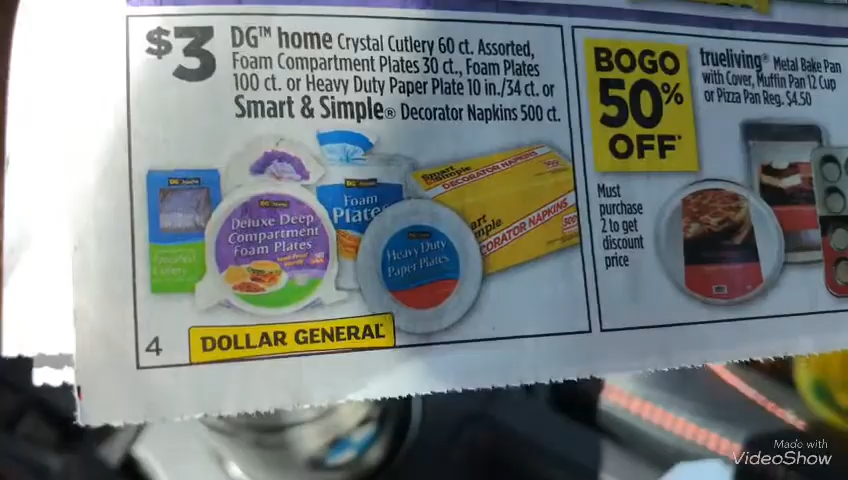 $3
DG™ home Crystal Cutlery 60 ct. Assorted,
Foam Compartment Plates 30 ct., Foam Plates
100 ct. or Heavy Duty Paper Plate 10 in./34 ct. or
Smart & Simple® Decorator Napkins 500 ct.
Deluxe Deep
Compartment
Foam Plates
Foam
Plates
Heavy Duty
Paper Plates
Smart
Simple
DECORATOR NAPKINS
DECORATOR NAPKINS
4
DOLLAR GENERAL
BOGO
50%
OFF*
trueliving® Metal Bake Pan
with Cover, Muffin Pan 12 Cup
or Pizza Pan Reg. $4.50
Must
purchase
2 to get
discount
price
Made with
VideoShow